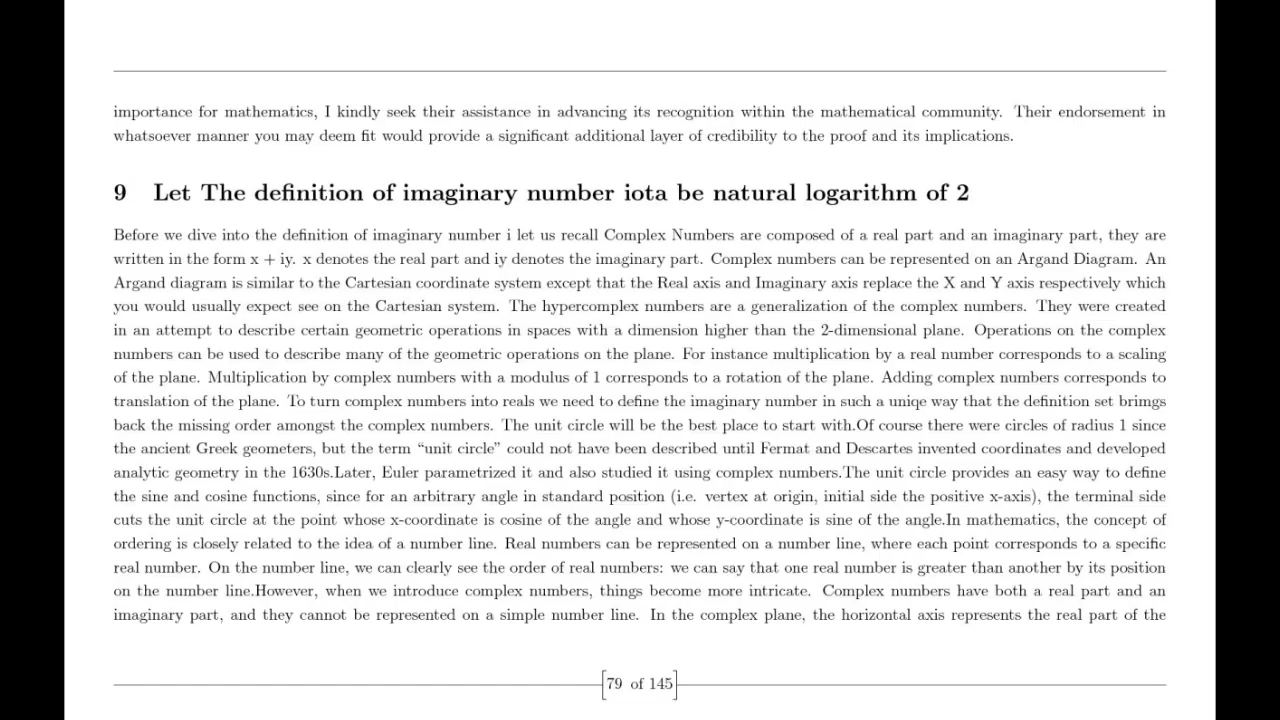 importance for mathematics, I kindly seek their assistance in advancing its recognition within the mathematical community. Their endorsement in
whatsoever manner you may deem fit would provide a significant additional layer of credibility to the proof and its implications.
9 Let The definition of imaginary number iota be natural logarithm of 2
Before we dive into the definition of imaginary number i let us recall Complex Numbers are composed of a real part and an imaginary part, they are
written in the form x + iy. x denotes the real part and iy denotes the imaginary part. Complex numbers can be represented on an Argand Diagram. An
Argand diagram is similar to the Cartesian coordinate system except that the Real axis and Imaginary axis replace the X and Y axis respectively which
you would usually expect see on the Cartesian system. The hypercomplex numbers are a generalization of the complex numbers. They were created
in an attempt to describe certain geometric operations in spaces with a dimension higher than the 2-dimensional plane. Operations on the complex
numbers can be used to describe many of the geometric operations on the plane. For instance multiplication by a real number corresponds to a scaling
of the plane. Multiplication by complex numbers with a modulus of 1 corresponds to a rotation of the plane. Adding complex numbers corresponds to
translation of the plane. To turn complex numbers into reals we need to define the imaginary number in such a uniqe way that the definition set brimgs
back the missing order amongst the complex numbers. The unit circle will be the best place to start with.Of course there were circles of radius 1 since
the ancient Greek geometers, but the term “unit circle” could not have been described until Fermat and Descartes invented coordinates and developed
analytic geometry in the 1630s.Later, Euler parametrized it and also studied it using complex numbers.The unit circle provides an easy way to define
the sine and cosine functions, since for an arbitrary angle in standard position (i.e. vertex at origin, initial side the positive x-axis), the terminal side
cuts the unit circle at the point whose x-coordinate is cosine of the angle and whose y-coordinate is sine of the angle.In mathematics, the concept of
ordering is closely related to the idea of a number line. Real numbers can be represented on a number line, where each point corresponds to a specific
real number. On the number line, we can clearly see the order of real numbers: we can say that one real number is greater than another by its position
on the number line.However, when we introduce complex numbers, things become more intricate. Complex numbers have both a real part and an
imaginary part, and they cannot be represented on a simple number line. In the complex plane, the horizontal axis represents the real part of the
79 of 145